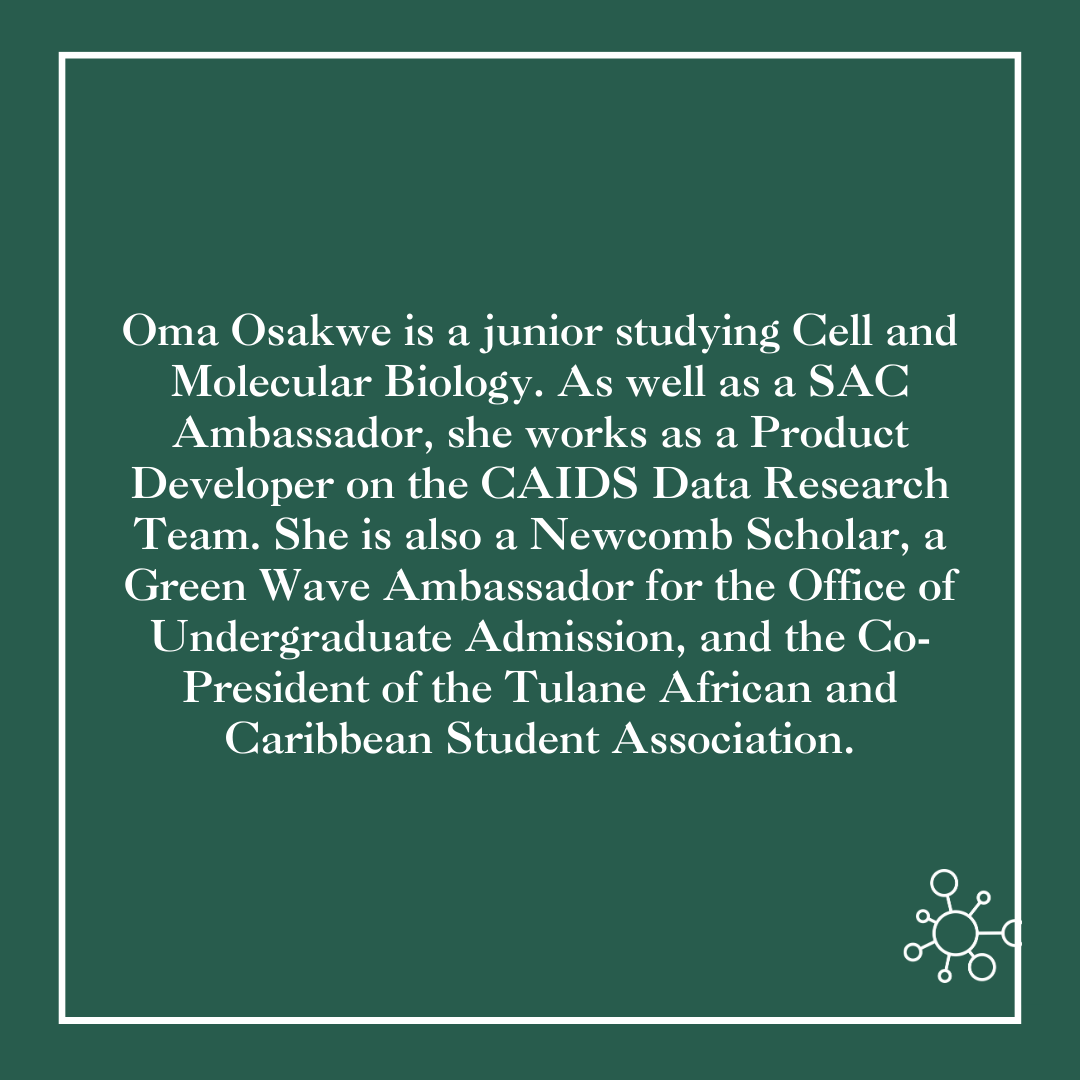 Oma Osakwe is a junior studying Cell and
Molecular Biology. As well as a SAC
Ambassador, she works as a Product
Developer on the CAIDS Data Research
Team. She is also a Newcomb Scholar, a
Green Wave Ambassador for the Office of
Undergraduate Admission, and the Co-
President of the Tulane African and
Caribbean Student Association.